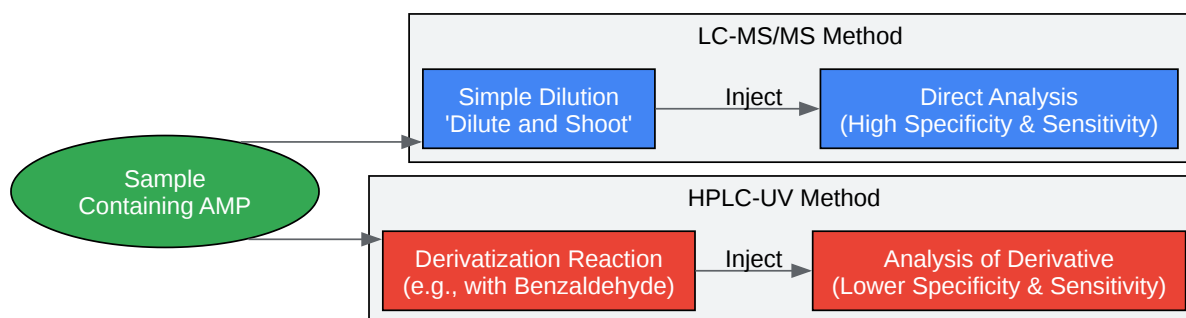 LC-MS/MS Method
Simple Dilution
'Dilute and Shoot'
Inject
Direct Analysis
(High Specificity & Sensitivity)
Sample
Containing AMP
HPLC-UV Method
Derivatization Reaction
(e.g., with Benzaldehyde)
Inject
Analysis of Derivative
(Lower Specificity & Sensitivity)